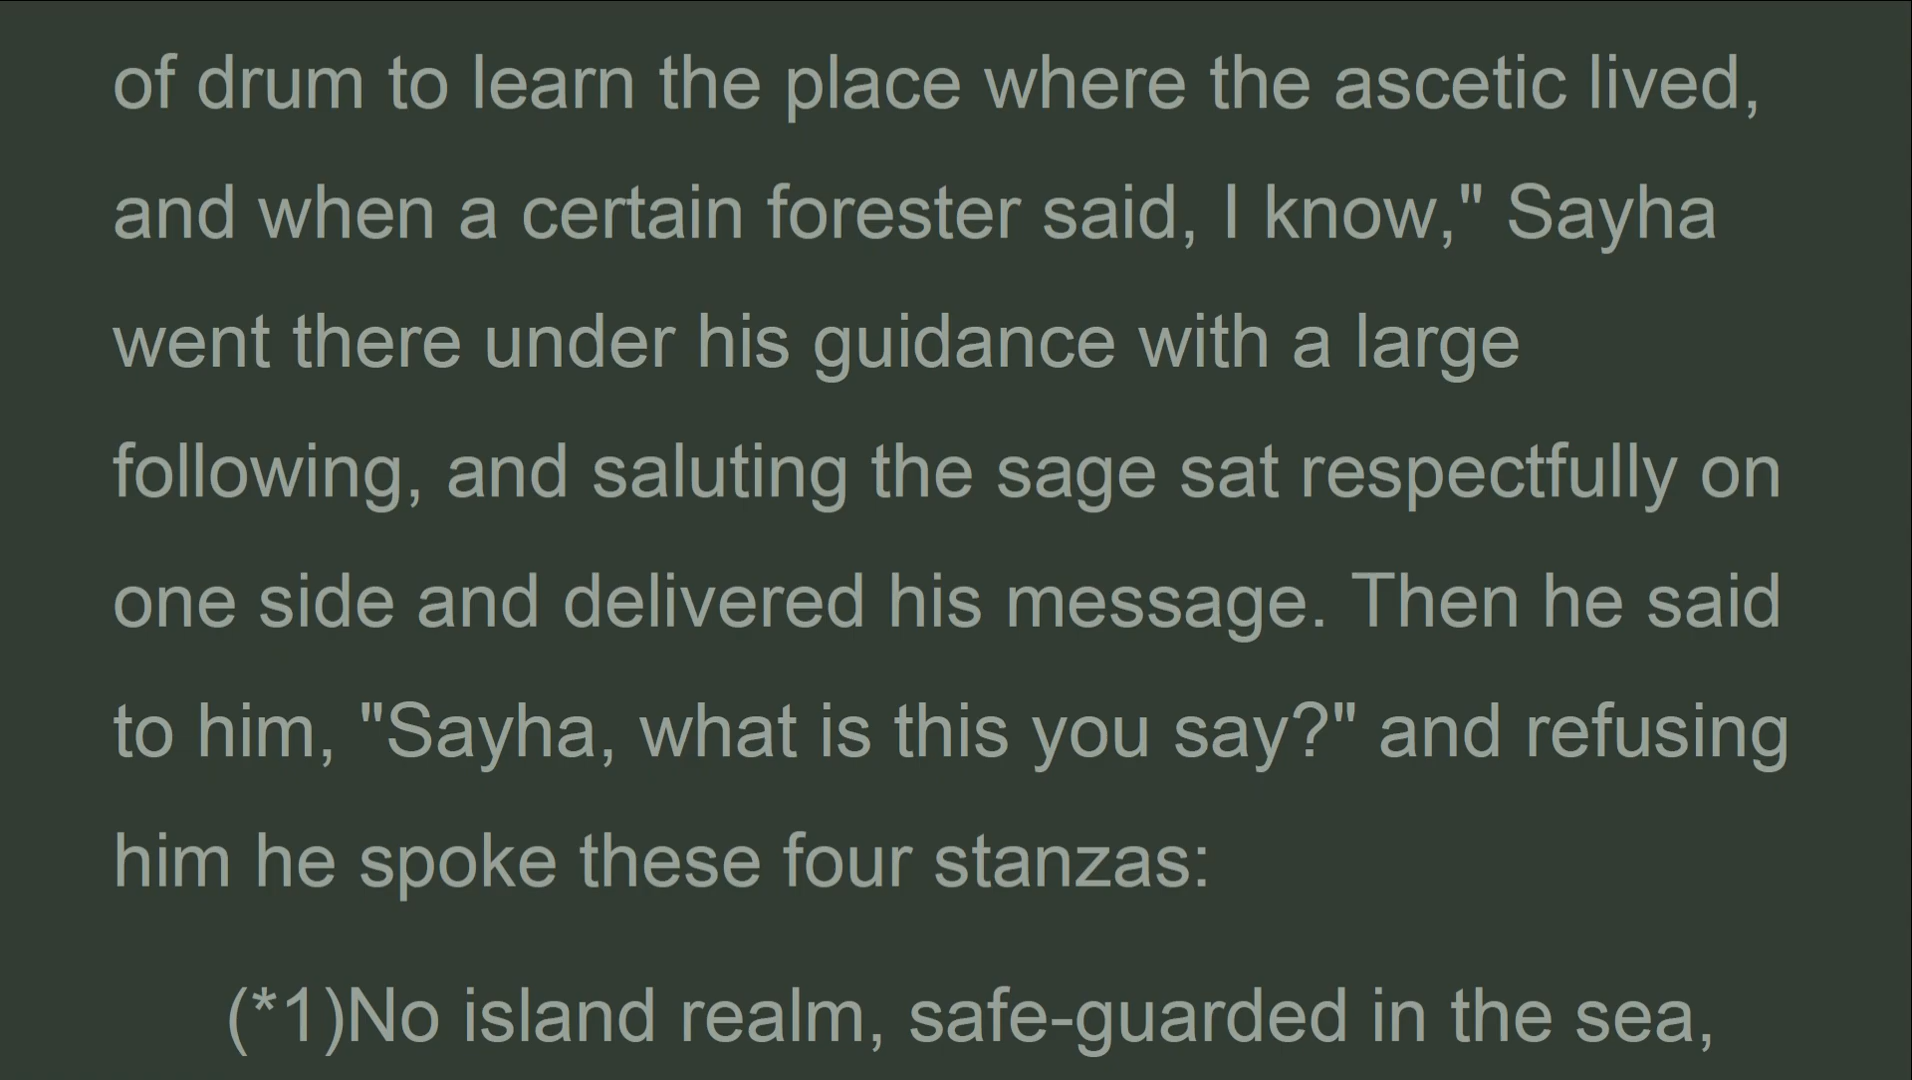 of drum to learn the place where the ascetic lived,
and when a certain forester said, I know," Sayha
went there under his guidance with a large
following, and saluting the sage sat respectfully on
one side and delivered his message. Then he said
to him, "Sayha, what is this you say?" and refusing
him he spoke these four stanzas:
(*1)No island realm, safe-guarded in the sea,